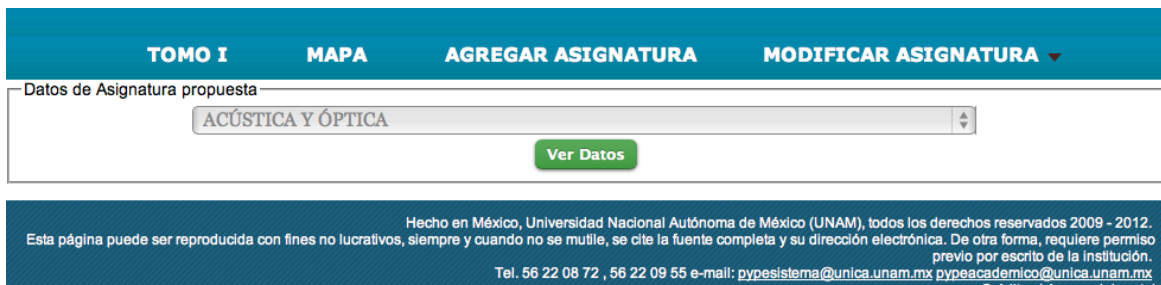 TOMO I MAPA AGREGAR ASIGNATURA MODIFICAR ASIGNATURA
Datos de Asignatura propuesta
ACÚSTICA Y ÓPTICA
Ver Datos
Hecho en México, Universidad Nacional Autónoma de México (UNAM), todos los derechos reservados 2009 - 2012.
Esta página puede ser reproducida con fines no lucrativos, siempre y cuando no se mutile, se cite la fuente completa y su dirección electrónica. De otra forma, requiere permiso
previo por escrito de la institución.
Tel. 56 22 08 72 , 56 22 09 55 e-mail: pypesistema@unica.unam.mx pypeacademico@unica.unam.mx